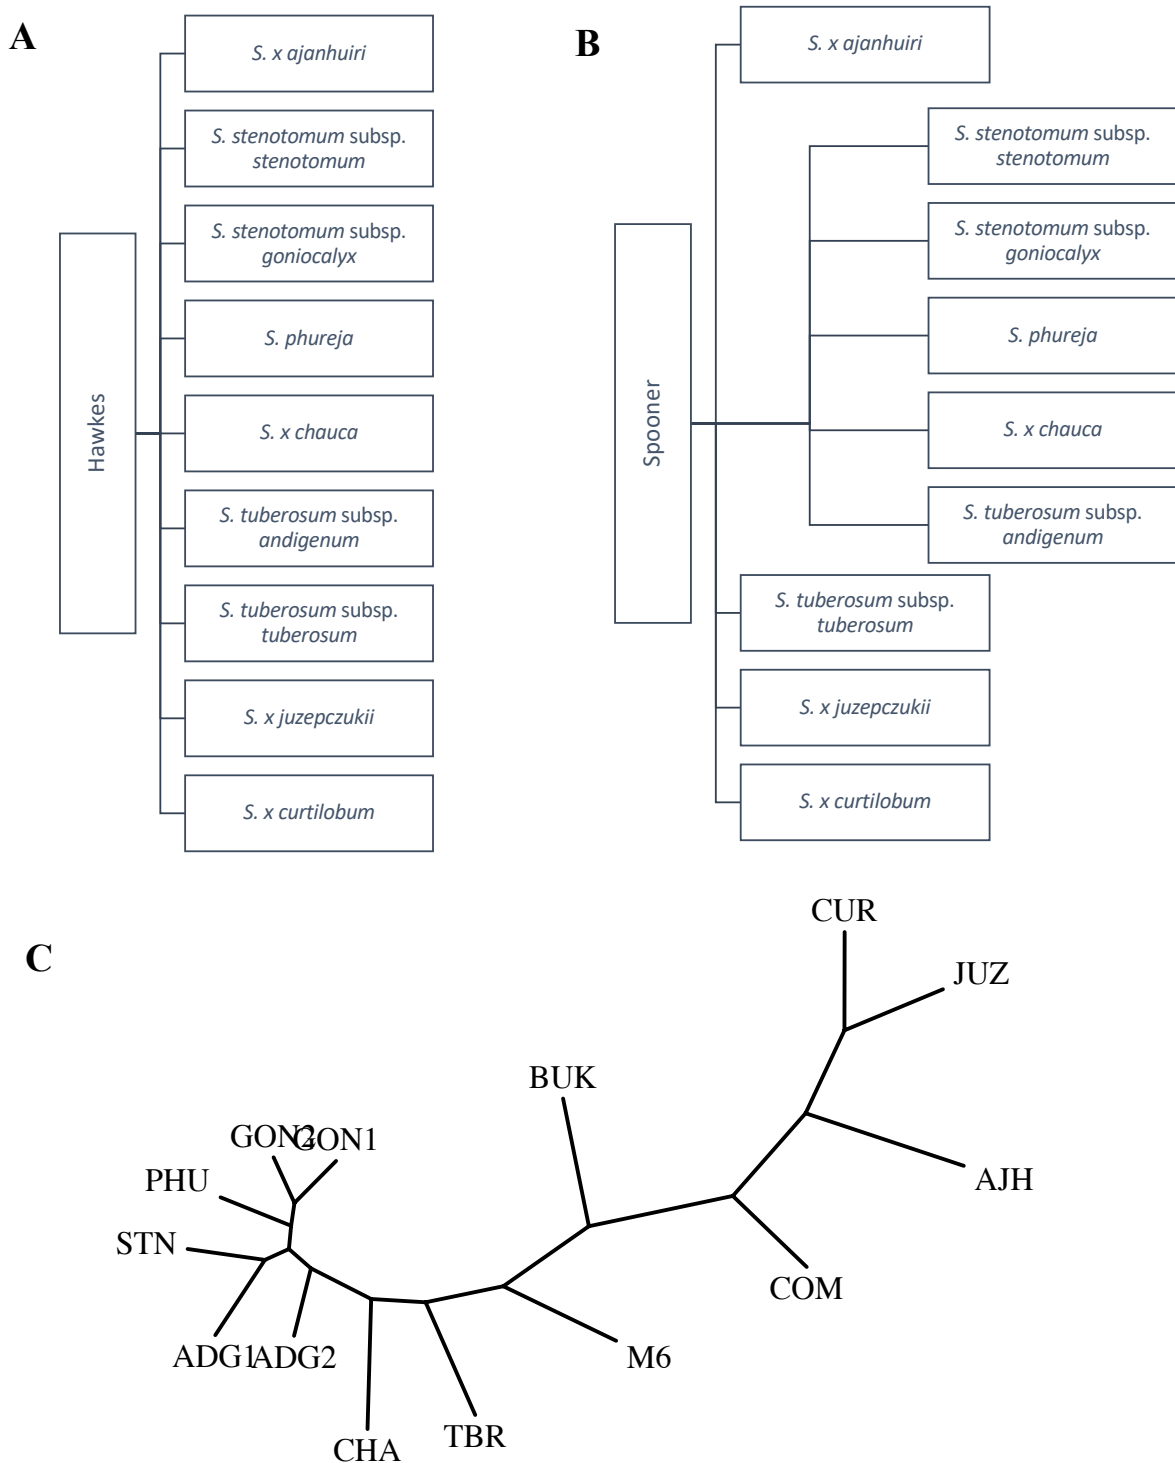 A
Hawkes
S. x ajanhuiri
S. stenotomum subsp.
stenotomum
S. stenotomum subsp.
goniocalyx
S. phureja
S. x chauca
S. tuberosum subsp.
andigenum
S. tuberosum subsp.
tuberosum
S. x juzepczukii
S. x curtilobum
B
Spooner
S. x ajanhuiri
S. stenotomum subsp.
stenotomum
S. stenotomum subsp.
goniocalyx
S. phureja
S. x chauca
S. tuberosum subsp.
andigenum
S. tuberosum subsp.
tuberosum
S. x juzepczukii
S. x curtilobum
C
CUR
JUZ
BUK
GON2
GON1
PHU
AJH
STN
COM
ADG1
ADG2
M6
CHA
TBR